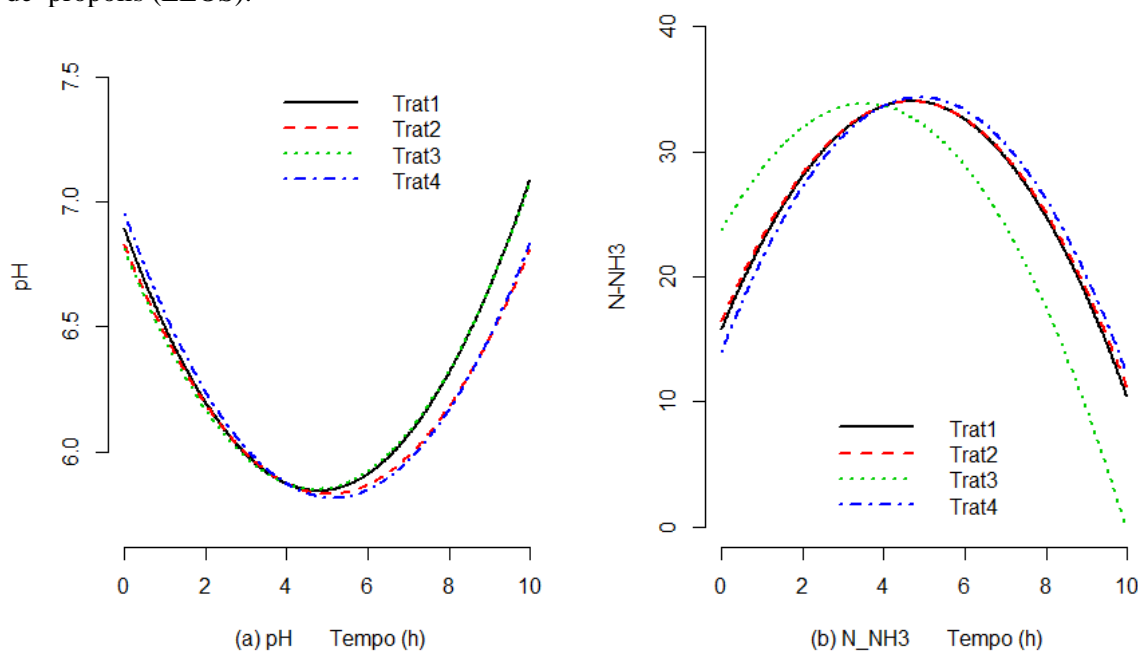 de propolis (LLOS).
7.5
7.0
6.5
6.0
pH
Trat1
Trat2
Trat3
Trat4
0 2 4 6 8 10
(a) pH Tempo (h)
40
30
20
10
0
N-NH3
Trat1
Trat2
Trat3
Trat4
0 2 4 6 8 10
(b) N_NH3 Tempo (h)